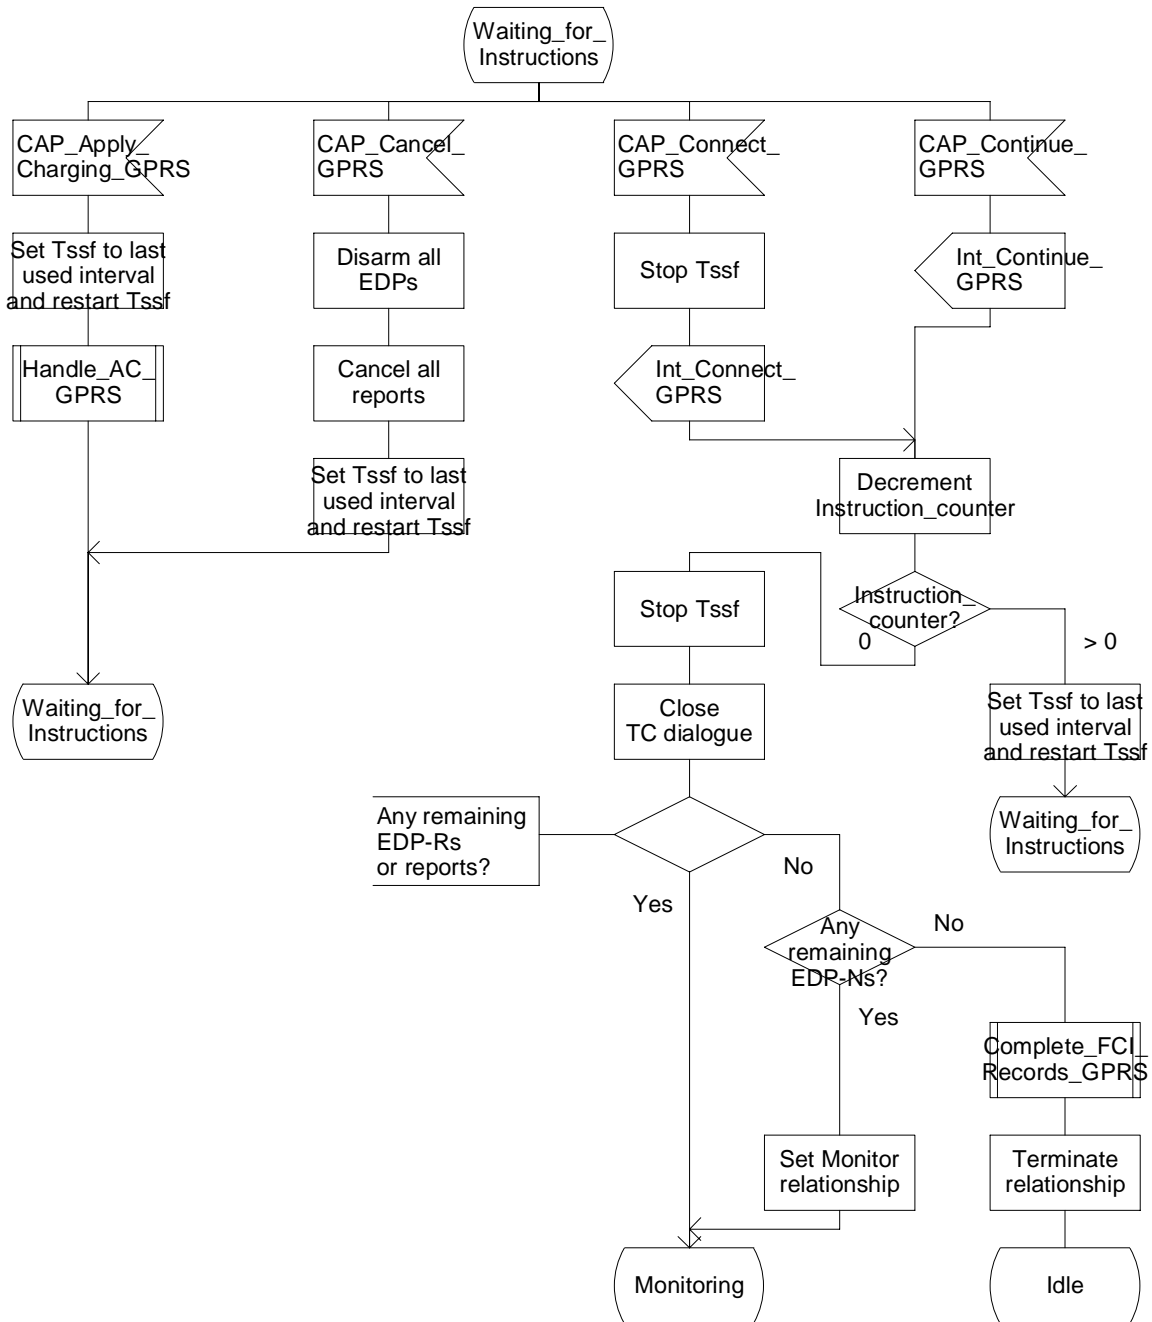 Waiting_for_
Instructions
CAP_Apply_
Charging_GPRS
CAP_Cancel_
GPRS
CAP_Connect_
GPRS
CAP_Continue_
GPRS
Set Tssf to last
used interval
and restart Tssf
Disarm all
EDPs
Stop Tssf
Int_Continue_
GPRS
Handle_AC_
GPRS
Cancel all
reports
Int_Connect_
GPRS
Set Tssf to last
used interval
and restart Tssf
Decrement
Instruction_counter
Stop Tssf
Instruction_
counter?
0
> 0
Waiting_for_
Instructions
Close
TC dialogue
Set Tssf to last
used interval
and restart Tssf
Any remaining
EDP-Rs
or reports?
Waiting_for_
Instructions
No
Yes
Any
remaining
EDP-Ns?
No
Yes
Complete_FCI_
Records_GPRS
Set Monitor
relationship
Terminate
relationship
Monitoring
Idle